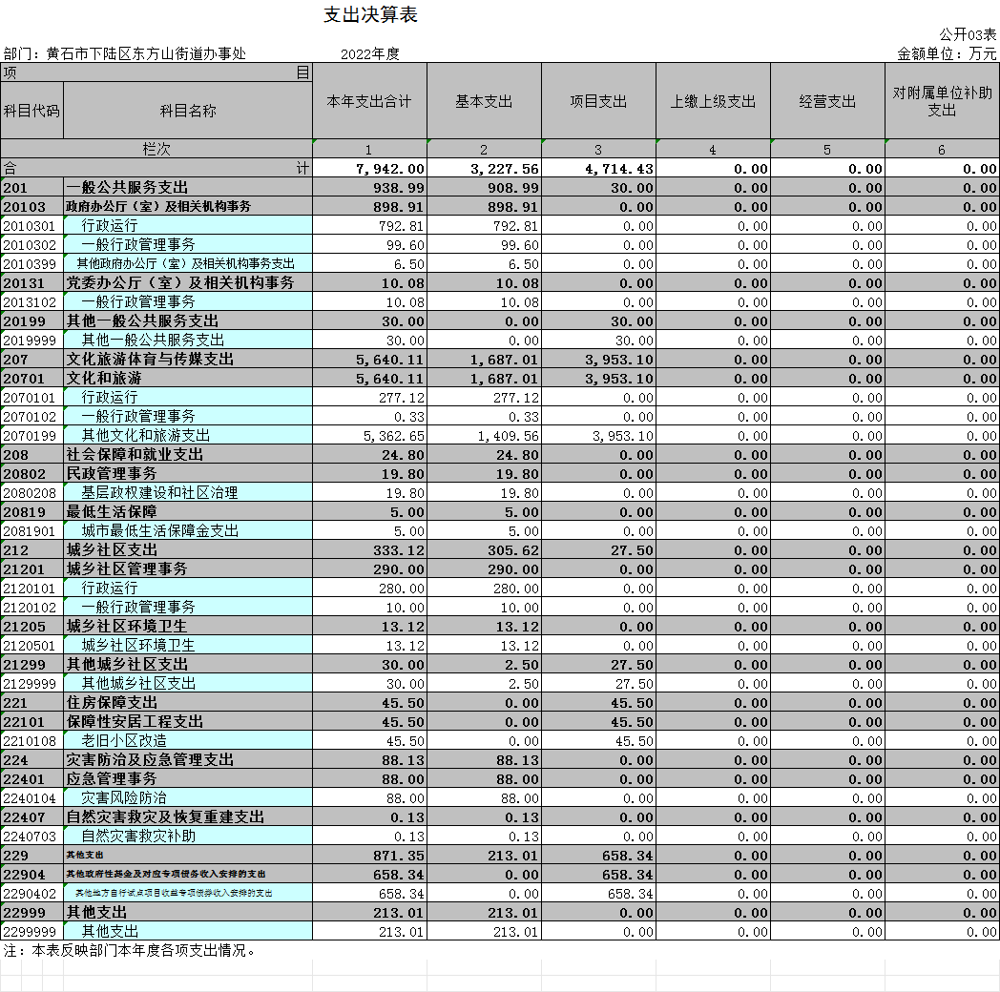 支出决算表
公开03表
部门：黄石市下陆区东方山街道办事处 2022年度 金额单位：万元
项 目 本年支出合计 基本支出 项目支出 上缴上级支出 经营支出 对附属单位补助支出
科目代码 科目名称
栏次 1 2 3 4 5 6
合 计 7,942.00 3,227.56 4,714.43 0.00 0.00 0.00
201 一般公共服务支出 938.99 908.99 30.00 0.00 0.00 0.00
20103 政府办公厅（室）及相关机构事务 898.91 898.91 0.00 0.00 0.00 0.00
2010301 行政运行 792.81 792.81 0.00 0.00 0.00 0.00
2010302 一般行政管理事务 99.60 99.60 0.00 0.00 0.00 0.00
2010399 其他政府办公厅（室）及相关机构事务支出 6.50 6.50 0.00 0.00 0.00 0.00
20131 党委办公厅（室）及相关机构事务 10.08 10.08 0.00 0.00 0.00 0.00
2013102 一般行政管理事务 10.08 10.08 0.00 0.00 0.00 0.00
20199 其他一般公共服务支出 30.00 0.00 30.00 0.00 0.00 0.00
2019999 其他一般公共服务支出 30.00 0.00 30.00 0.00 0.00 0.00
207 文化旅游体育与传媒支出 5,640.11 1,687.01 3,953.10 0.00 0.00 0.00
20701 文化和旅游 5,640.11 1,687.01 3,953.10 0.00 0.00 0.00
2070101 行政运行 277.12 277.12 0.00 0.00 0.00 0.00
2070102 一般行政管理事务 0.33 0.33 0.00 0.00 0.00 0.00
2070199 其他文化和旅游支出 5,362.65 1,409.56 3,953.10 0.00 0.00 0.00
208 社会保障和就业支出 24.80 24.80 0.00 0.00 0.00 0.00
20802 民政管理事务 19.80 19.80 0.00 0.00 0.00 0.00
2080208 基层政权建设和社区治理 19.80 19.80 0.00 0.00 0.00 0.00
20819 最低生活保障 5.00 5.00 0.00 0.00 0.00 0.00
2081901 城市最低生活保障金支出 5.00 5.00 0.00 0.00 0.00 0.00
212 城乡社区支出 333.12 305.62 27.50 0.00 0.00 0.00
21201 城乡社区管理事务 290.00 290.00 0.00 0.00 0.00 0.00
2120101 行政运行 280.00 280.00 0.00 0.00 0.00 0.00
2120102 一般行政管理事务 10.00 10.00 0.00 0.00 0.00 0.00
21205 城乡社区环境卫生 13.12 13.12 0.00 0.00 0.00 0.00
2120501 城乡社区环境卫生 13.12 13.12 0.00 0.00 0.00 0.00
21299 其他城乡社区支出 30.00 2.50 27.50 0.00 0.00 0.00
2129999 其他城乡社区支出 30.00 2.50 27.50 0.00 0.00 0.00
221 住房保障支出 45.50 0.00 45.50 0.00 0.00 0.00
22101 保障性安居工程支出 45.50 0.00 45.50 0.00 0.00 0.00
2210108 老旧小区改造 45.50 0.00 45.50 0.00 0.00 0.00
224 灾害防治及应急管理支出 88.13 88.13 0.00 0.00 0.00 0.00
22401 应急管理事务 88.00 88.00 0.00 0.00 0.00 0.00
2240104 灾害风险防治 88.00 88.00 0.00 0.00 0.00 0.00
22407 自然灾害救灾及恢复重建支出 0.13 0.13 0.00 0.00 0.00 0.00
2240703 自然灾害救灾补助 0.13 0.13 0.00 0.00 0.00 0.00
229 其他支出 871.35 213.01 658.34 0.00 0.00 0.00
22904 其他政府性基金及对应专项债务收入安排的支出 658.34 0.00 658.34 0.00 0.00 0.00
2290402 其他地方自行试点项目收益专项债券收入安排的支出 658.34 0.00 658.34 0.00 0.00 0.00
22999 其他支出 213.01 213.01 0.00 0.00 0.00 0.00
2299999 其他支出 213.01 213.01 0.00 0.00 0.00 0.00
注：本表反映部门本年度各项支出情况。